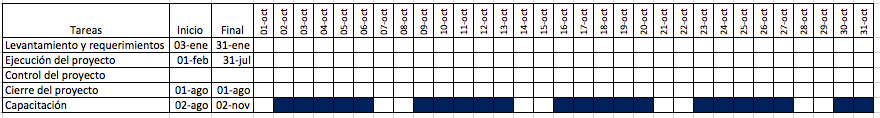 Tareas Inicio Final 01-oct 02-oct 03-oct 04-oct 05-oct 06-oct 07-oct 08-oct 09-oct 10-oct 11-oct 12-oct 13-oct 14-oct 15-oct 16-oct 17-oct 18-oct 19-oct 20-oct 21-oct 22-oct 23-oct 24-oct 25-oct 26-oct 27-oct 28-oct 29-oct 30-oct 31-oct
Levantamiento y requerimientos 03-ene 31-ene
Ejecución del proyecto 01-feb 31-jul
Control del proyecto
Cierre del proyecto 01-ago 01-ago
Capacitación 02-ago 02-nov